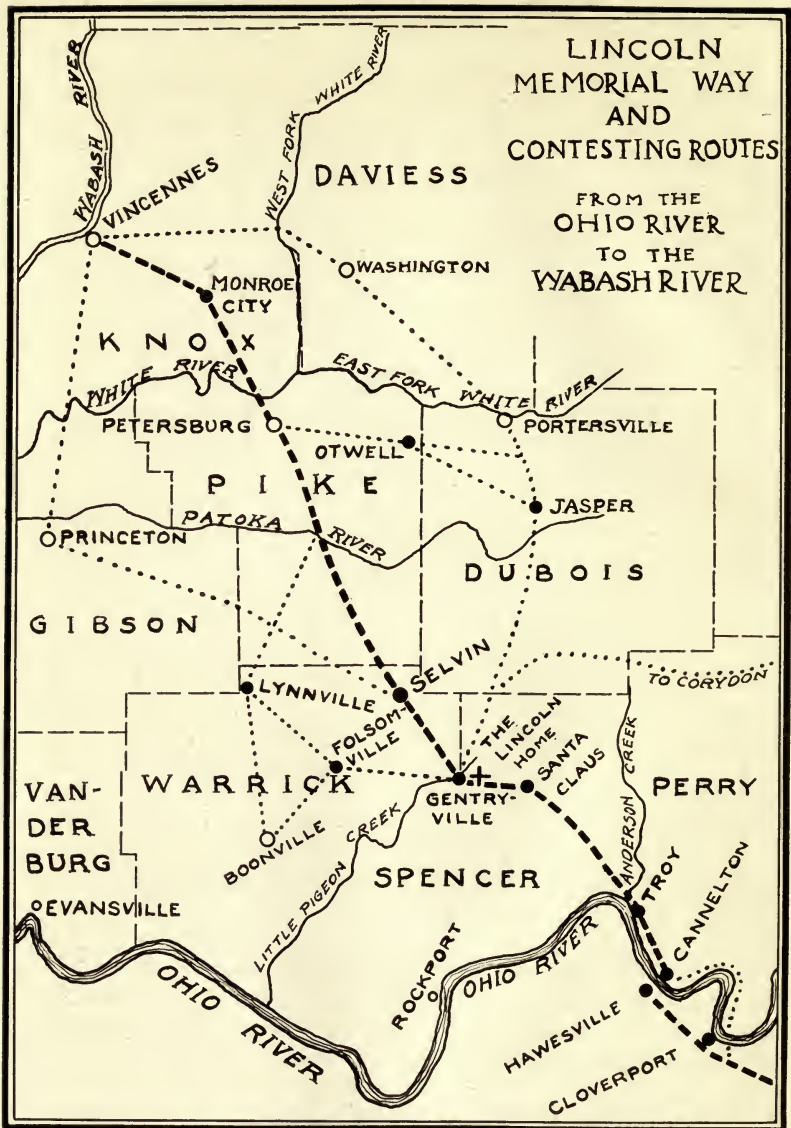 LINCOLN
MEMORIAL WAY
AND
CONTESTING ROUTES
FROM THE
OHIO RIVER
TO THE
WABASH RIVER
WABASH RIVER
VINCENNES
WEST FORK WHITE RIVER
DAVIESS
WASHINGTON
MONROE
CITY
KNOX
WHITE RIVER
EAST FORK WHITE RIVER
PETERSBURG
OTWELL
PORTERSVILLE
PIKE
JASPER
PATOKA RIVER
PRINCETON
DUBOIS
GIBSON
SELVIN
TO CORYDON
LYNNVILLE
FOLSOM-
VILLE
THE
LINCOLN
HOME
SANTA
CLAUS
ANDERSON CREEK
PERRY
WARRICK
GENTRY-
VILLE
VAN-
DER
BURG
BOONVILLE
LITTLE PIGEON CREEK
SPENCER
EVANSVILLE
TROY
CANNELTON
ROCKPORT
OHIO RIVER
OHIO RIVER
HAWESVILLE
CLOVERPORT